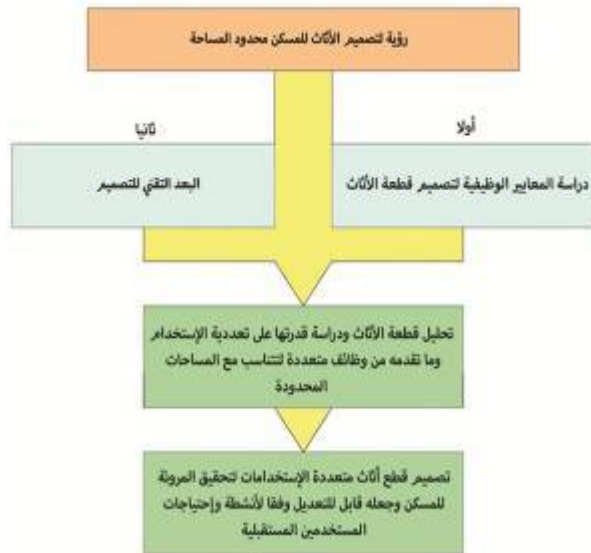 رؤية لتصميم الأثاث للمسكن محدود المساحة
أولا
ثانيا
دراسة المعايير الوظيفية لتصميم قطعة الأثاث
البعد التقني للتصميم
تحليل قطعة الأثاث ودراسة قدرتها على تعددية الإستخدام
وما تقدمه من وظائف متعددة لتتناسب مع المساحات
المحدودة
تصميم قطع أثاث متعددة الإستخدامات لتحقيق المرونة
للمسكن وجعله قابل للتعديل وفقا لأنشطة وإحتياجات
المستخدمين المستقبلية